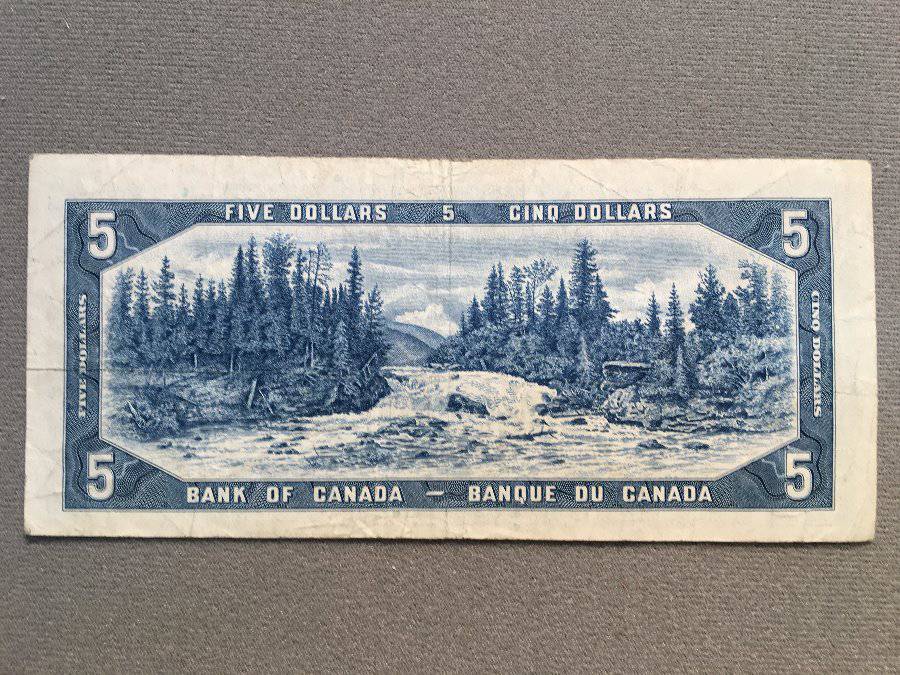 FIVE DOLLARS 5 CINQ DOLLARS
5 5
FIVE DOLLARS
CINQ DOLLARS
5 5
BANK OF CANADA — BANQUE DU CANADA